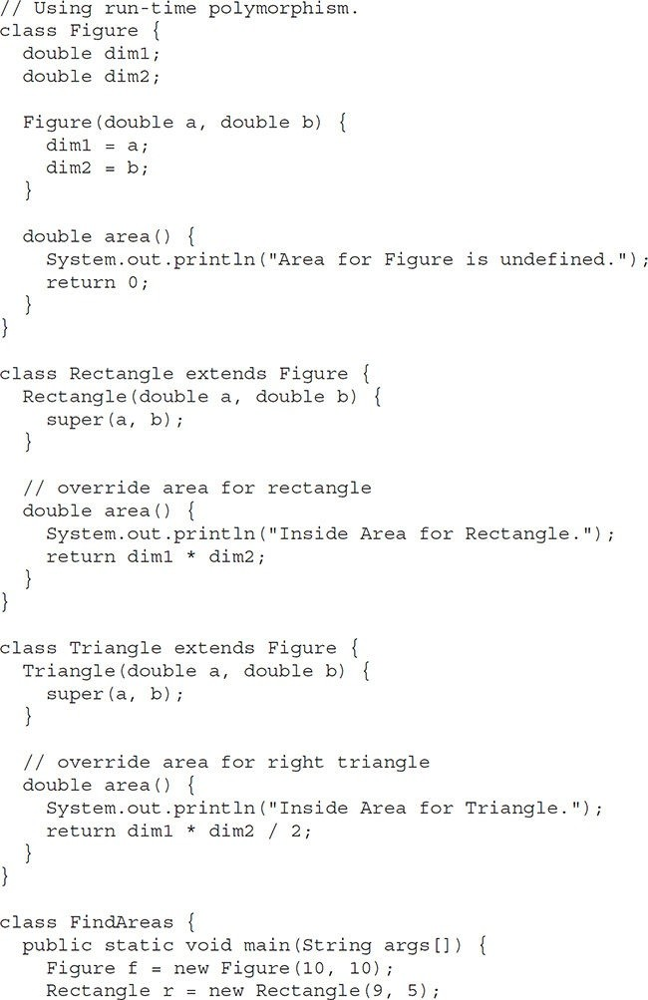 // Using run-time polymorphism.
class Figure {
  double dim1;
  double dim2;

  Figure(double a, double b) {
    dim1 = a;
    dim2 = b;
  }

  double area() {
    System.out.println("Area for Figure is undefined.");
    return 0;
  }
}

class Rectangle extends Figure {
  Rectangle(double a, double b) {
    super(a, b);
  }

  // override area for rectangle
  double area() {
    System.out.println("Inside Area for Rectangle.");
    return dim1 * dim2;
  }
}

class Triangle extends Figure {
  Triangle(double a, double b) {
    super(a, b);
  }

  // override area for right triangle
  double area() {
    System.out.println("Inside Area for Triangle.");
    return dim1 * dim2 / 2;
  }
}

class FindAreas {
  public static void main(String args[]) {
    Figure f = new Figure(10, 10);
    Rectangle r = new Rectangle(9, 5);